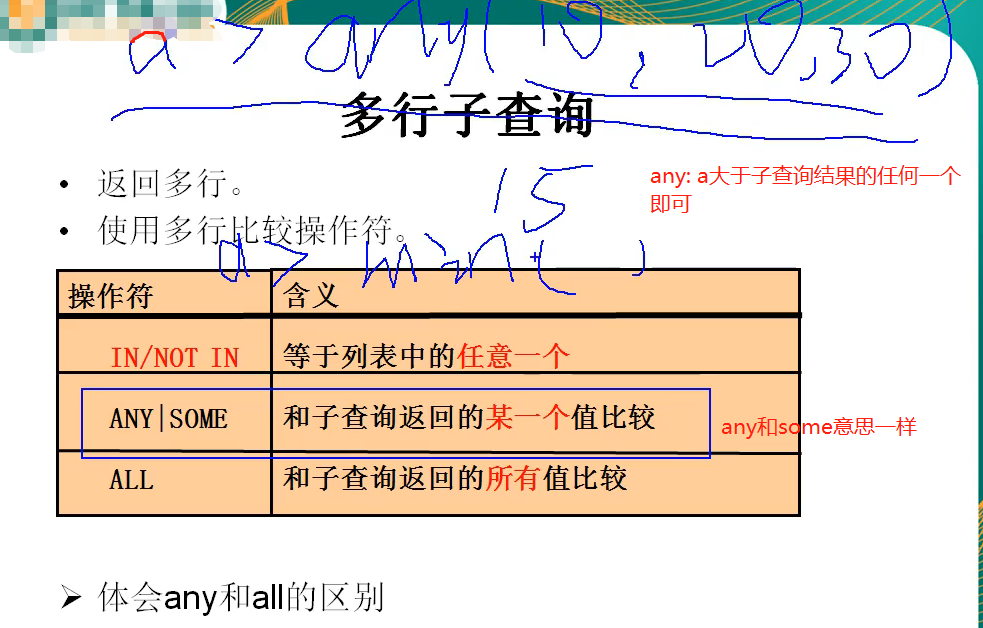 a > any(10, 20, 30)
多行子查询
• 返回多行。
15
any: a大于子查询结果的任何一个
即可
• 使用多行比较操作符。
a > min( )
操作符 含义
IN/NOT IN 等于列表中的任意一个
ANY|SOME 和子查询返回的某一个值比较
any和some意思一样
ALL 和子查询返回的所有值比较
➢ 体会any和all的区别